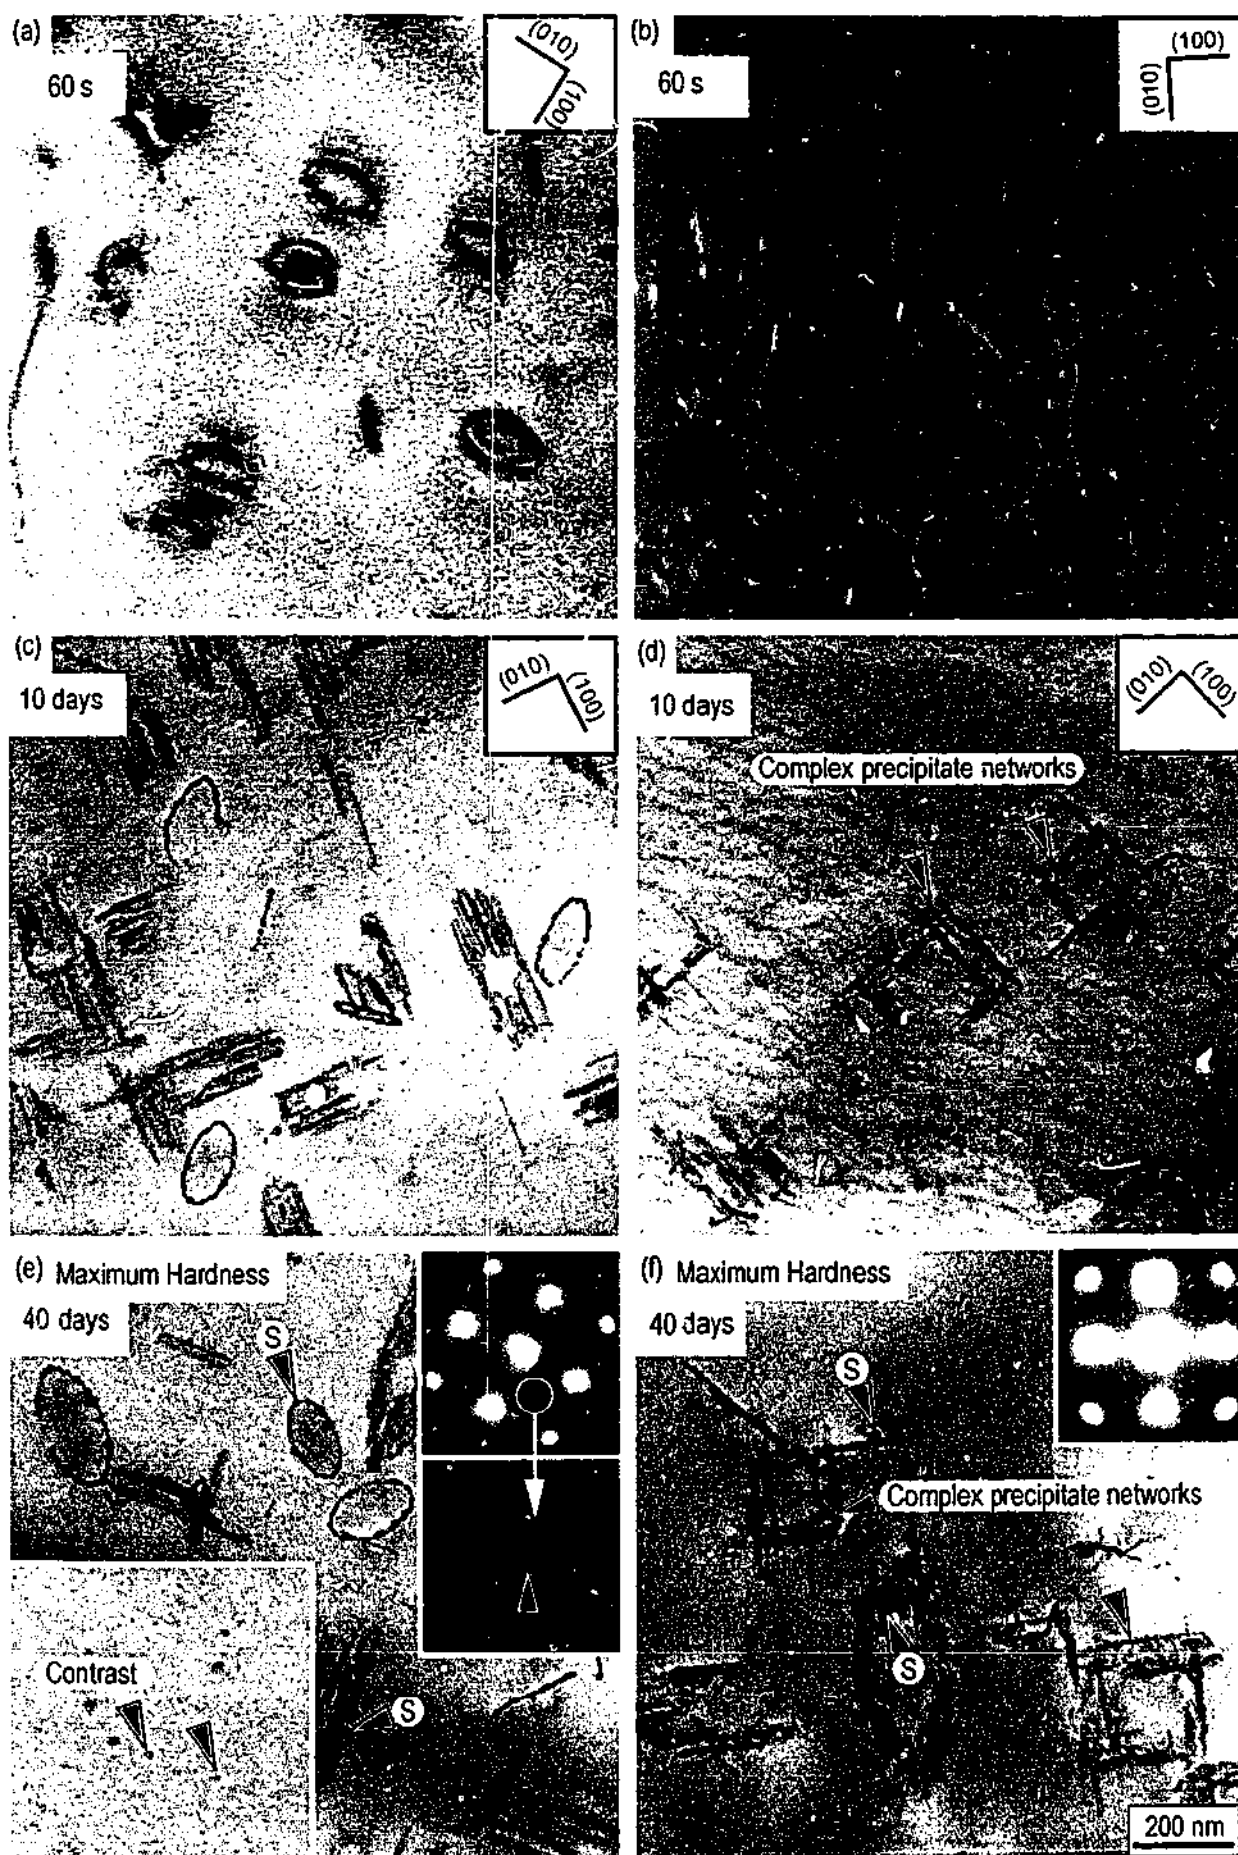 (a)
60 s
(010)
(100)
(b)
60 s
(100)
(010)
(c)
10 days
(010)
(100)
(d)
10 days
(010)
(100)
Complex precipitate networks
(e) Maximum Hardness
40 days
S
Contrast
S
(f) Maximum Hardness
40 days
S
Complex precipitate networks
S
200 nm